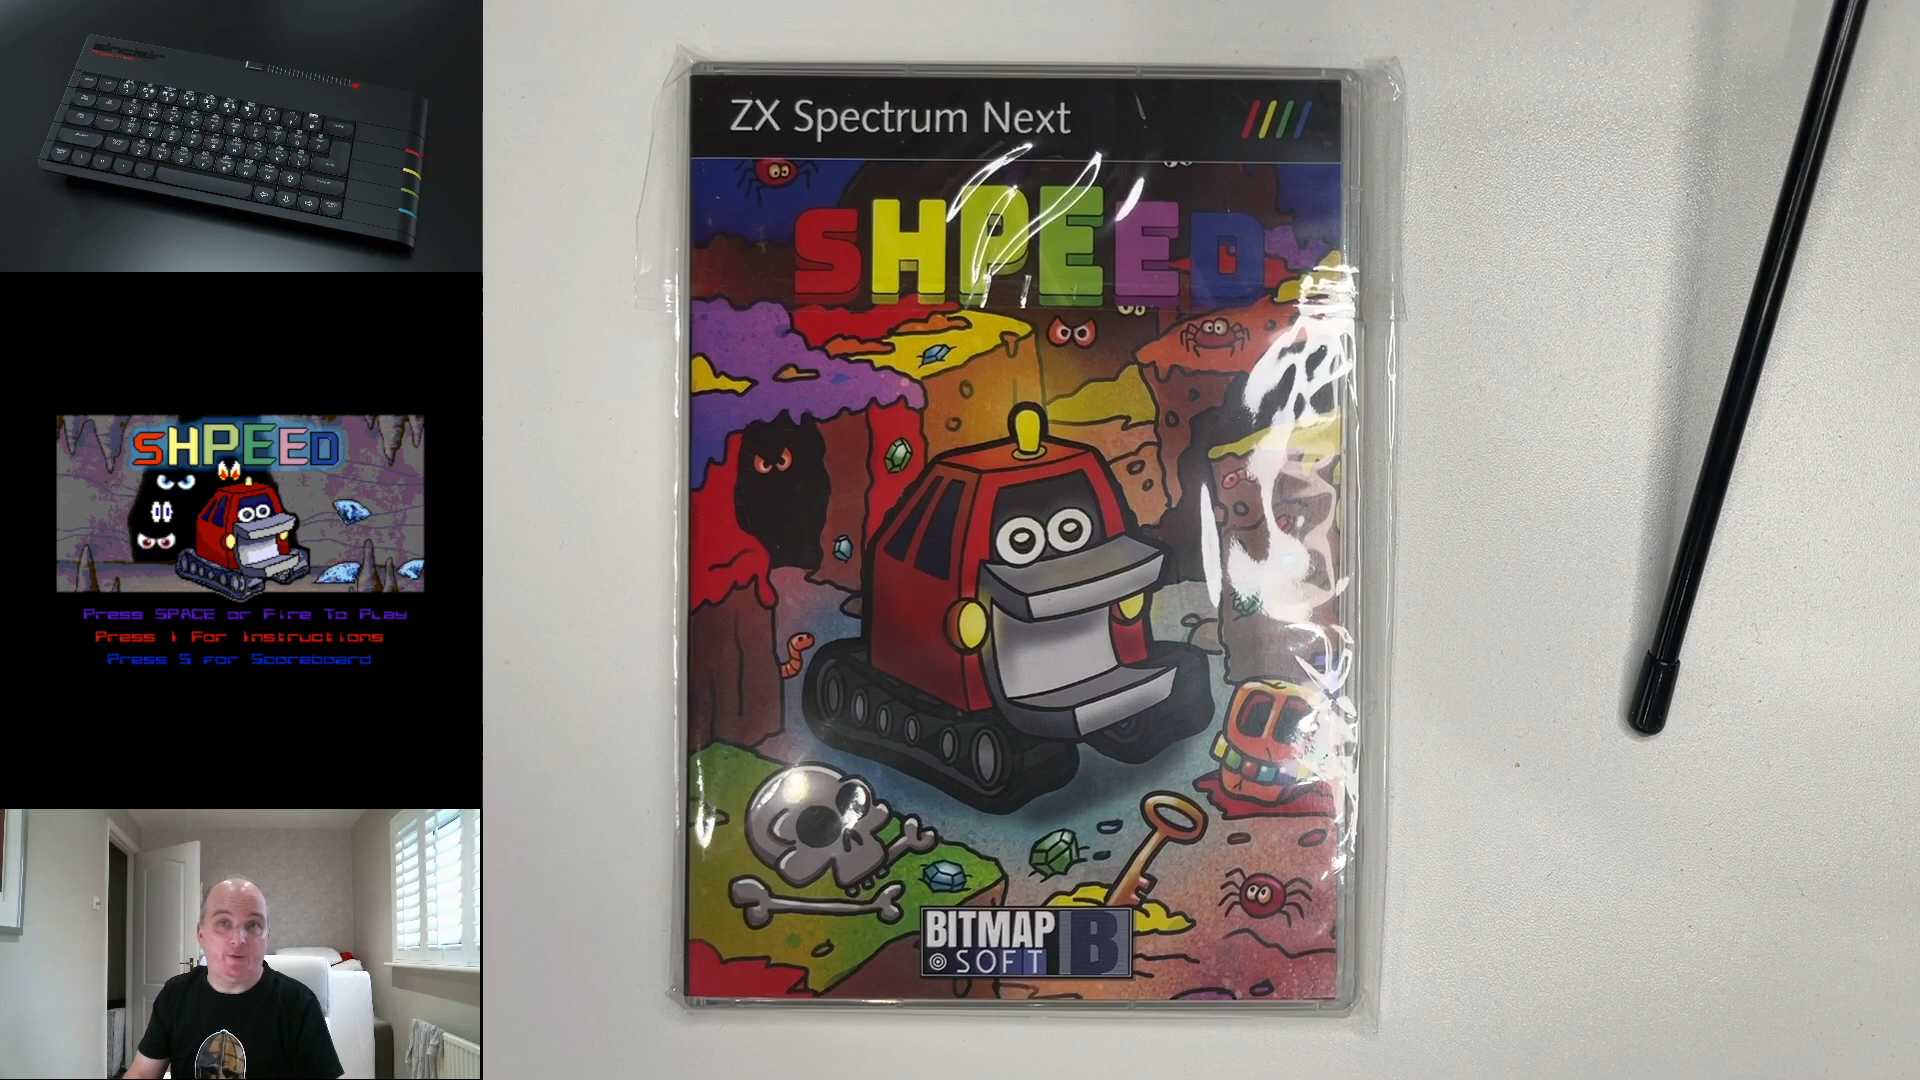 sinclair
SHPEED
Press SPACE or Fire To Play
Press I For Instructions
Press S for Scoreboard
ZX Spectrum Next
SHPEED
BITMAP B
SOFT